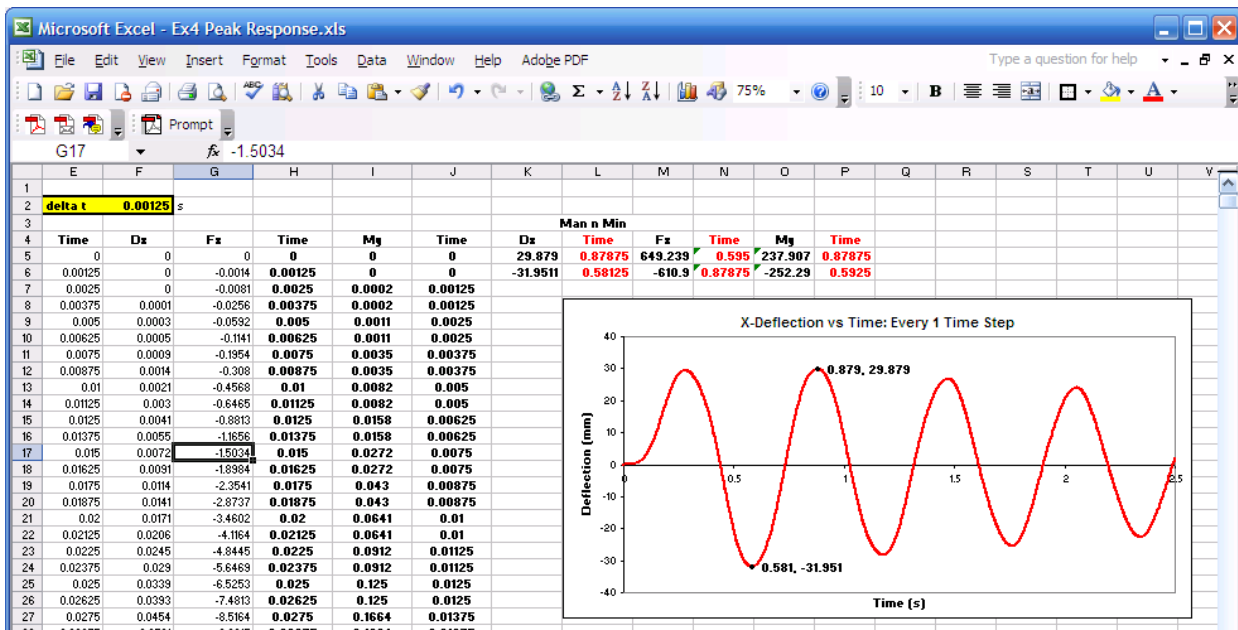 Microsoft Excel - Ex4 Peak Response.xls
File Edit View Insert Format Tools Data Window Help Adobe PDF Type a question for help
75% 10 B A
Prompt
G17 fx -1.5034
E F G H I J K L M N O P Q R S T U V
1
2 delta t 0.00125 s
3 Man n Min
4 Time Dz Fz Time My Time Dz Time Fz Time My Time
5 0 0 0 0 0 0 29.879 0.87875 649.239 0.595 237.907 0.87875
6 0.00125 0 -0.0014 0.00125 0 0 -31.9511 0.58125 -610.9 0.87875 -252.29 0.5925
7 0.0025 0 -0.0081 0.0025 0.0002 0.00125
8 0.00375 0.0001 -0.0256 0.00375 0.0002 0.00125
9 0.005 0.0003 -0.0592 0.005 0.0011 0.0025
10 0.00625 0.0005 -0.1141 0.00625 0.0011 0.0025
11 0.0075 0.0009 -0.1954 0.0075 0.0035 0.00375
12 0.00875 0.0014 -0.308 0.00875 0.0035 0.00375
13 0.01 0.0021 -0.4568 0.01 0.0082 0.005
14 0.01125 0.003 -0.6465 0.01125 0.0082 0.005
15 0.0125 0.0041 -0.8813 0.0125 0.0158 0.00625
16 0.01375 0.0055 -1.1656 0.01375 0.0158 0.00625
17 0.015 0.0072 -1.5034 0.015 0.0272 0.0075
18 0.01625 0.0091 -1.8984 0.01625 0.0272 0.0075
19 0.0175 0.0114 -2.3541 0.0175 0.043 0.00875
20 0.01875 0.0141 -2.8737 0.01875 0.043 0.00875
21 0.02 0.0171 -3.4602 0.02 0.0641 0.01
22 0.02125 0.0206 -4.1164 0.02125 0.0641 0.01
23 0.0225 0.0245 -4.8445 0.0225 0.0912 0.01125
24 0.02375 0.029 -5.6469 0.02375 0.0912 0.01125
25 0.025 0.0339 -6.5253 0.025 0.125 0.0125
26 0.02625 0.0393 -7.4813 0.02625 0.125 0.0125
27 0.0275 0.0454 -8.5164 0.0275 0.1664 0.01375
X-Deflection vs Time: Every 1 Time Step
40
30
20
10
0
-10
-20
-30
-40
Deflection (mm)
0.879, 29.879
0 0.5 1 1.5 2 2.5
0.581, -31.951
Time (s)